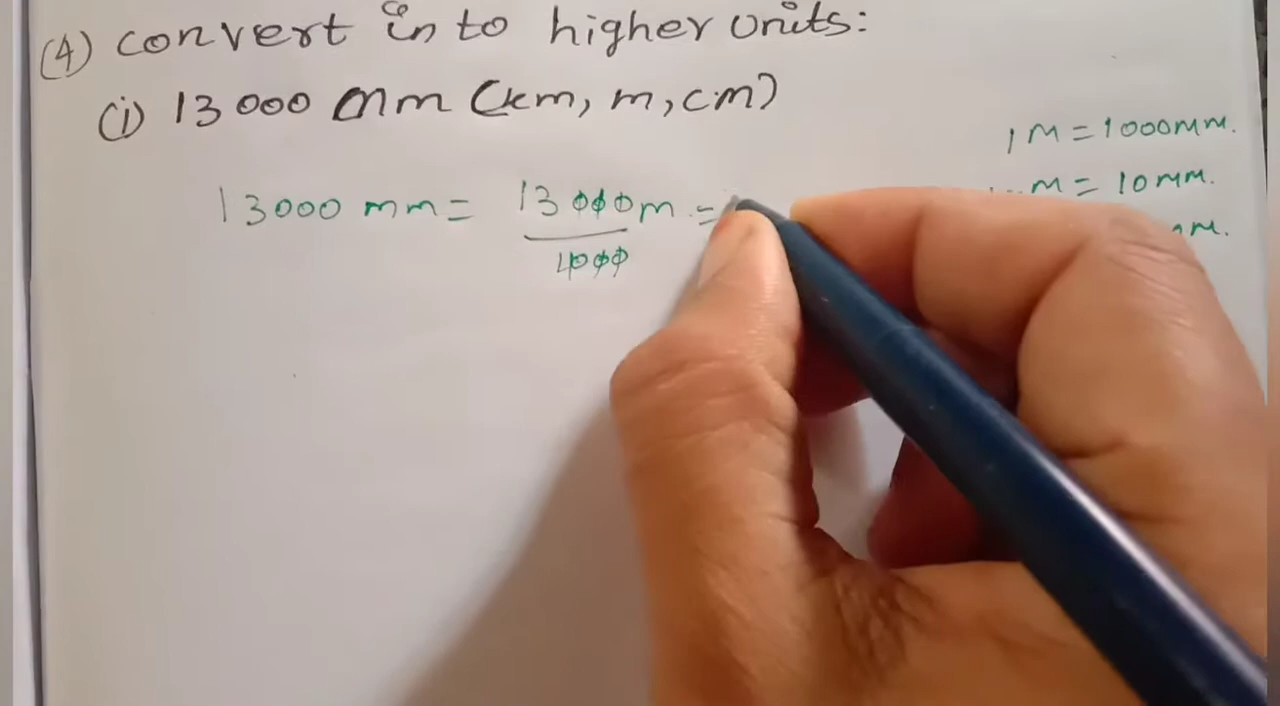 (4) convert in to higher units:
(i) 13000 mm (km, m, cm)
1 M = 1000 MM.
M = 10 MM.
13000 mm = 13000 m =
1000
M.